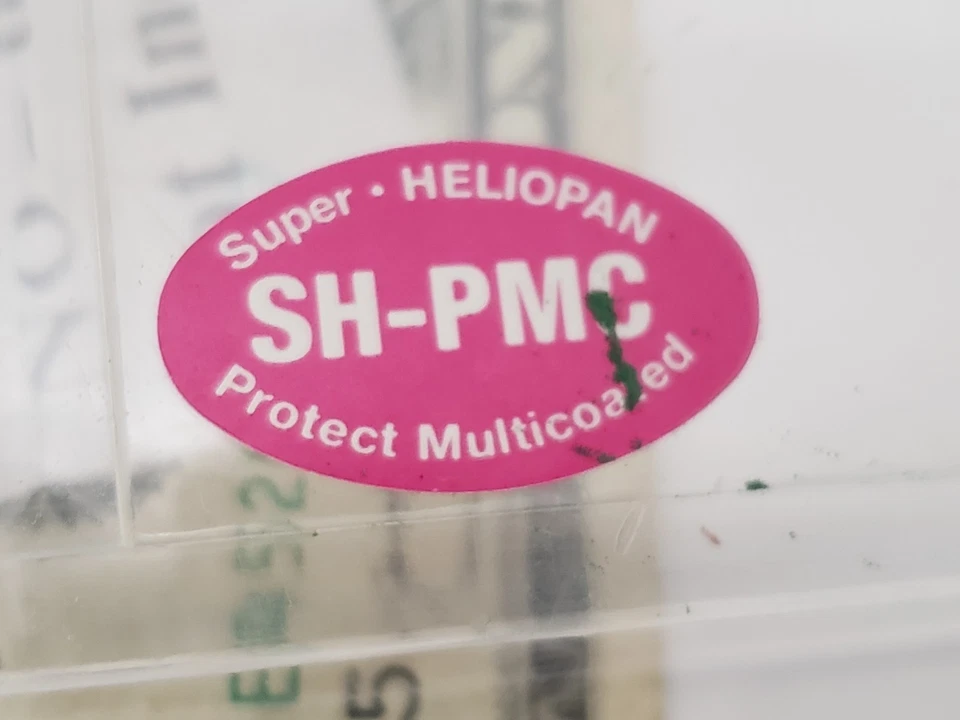 Super · HELIOPAN
SH-PMC
Protect Multicoated